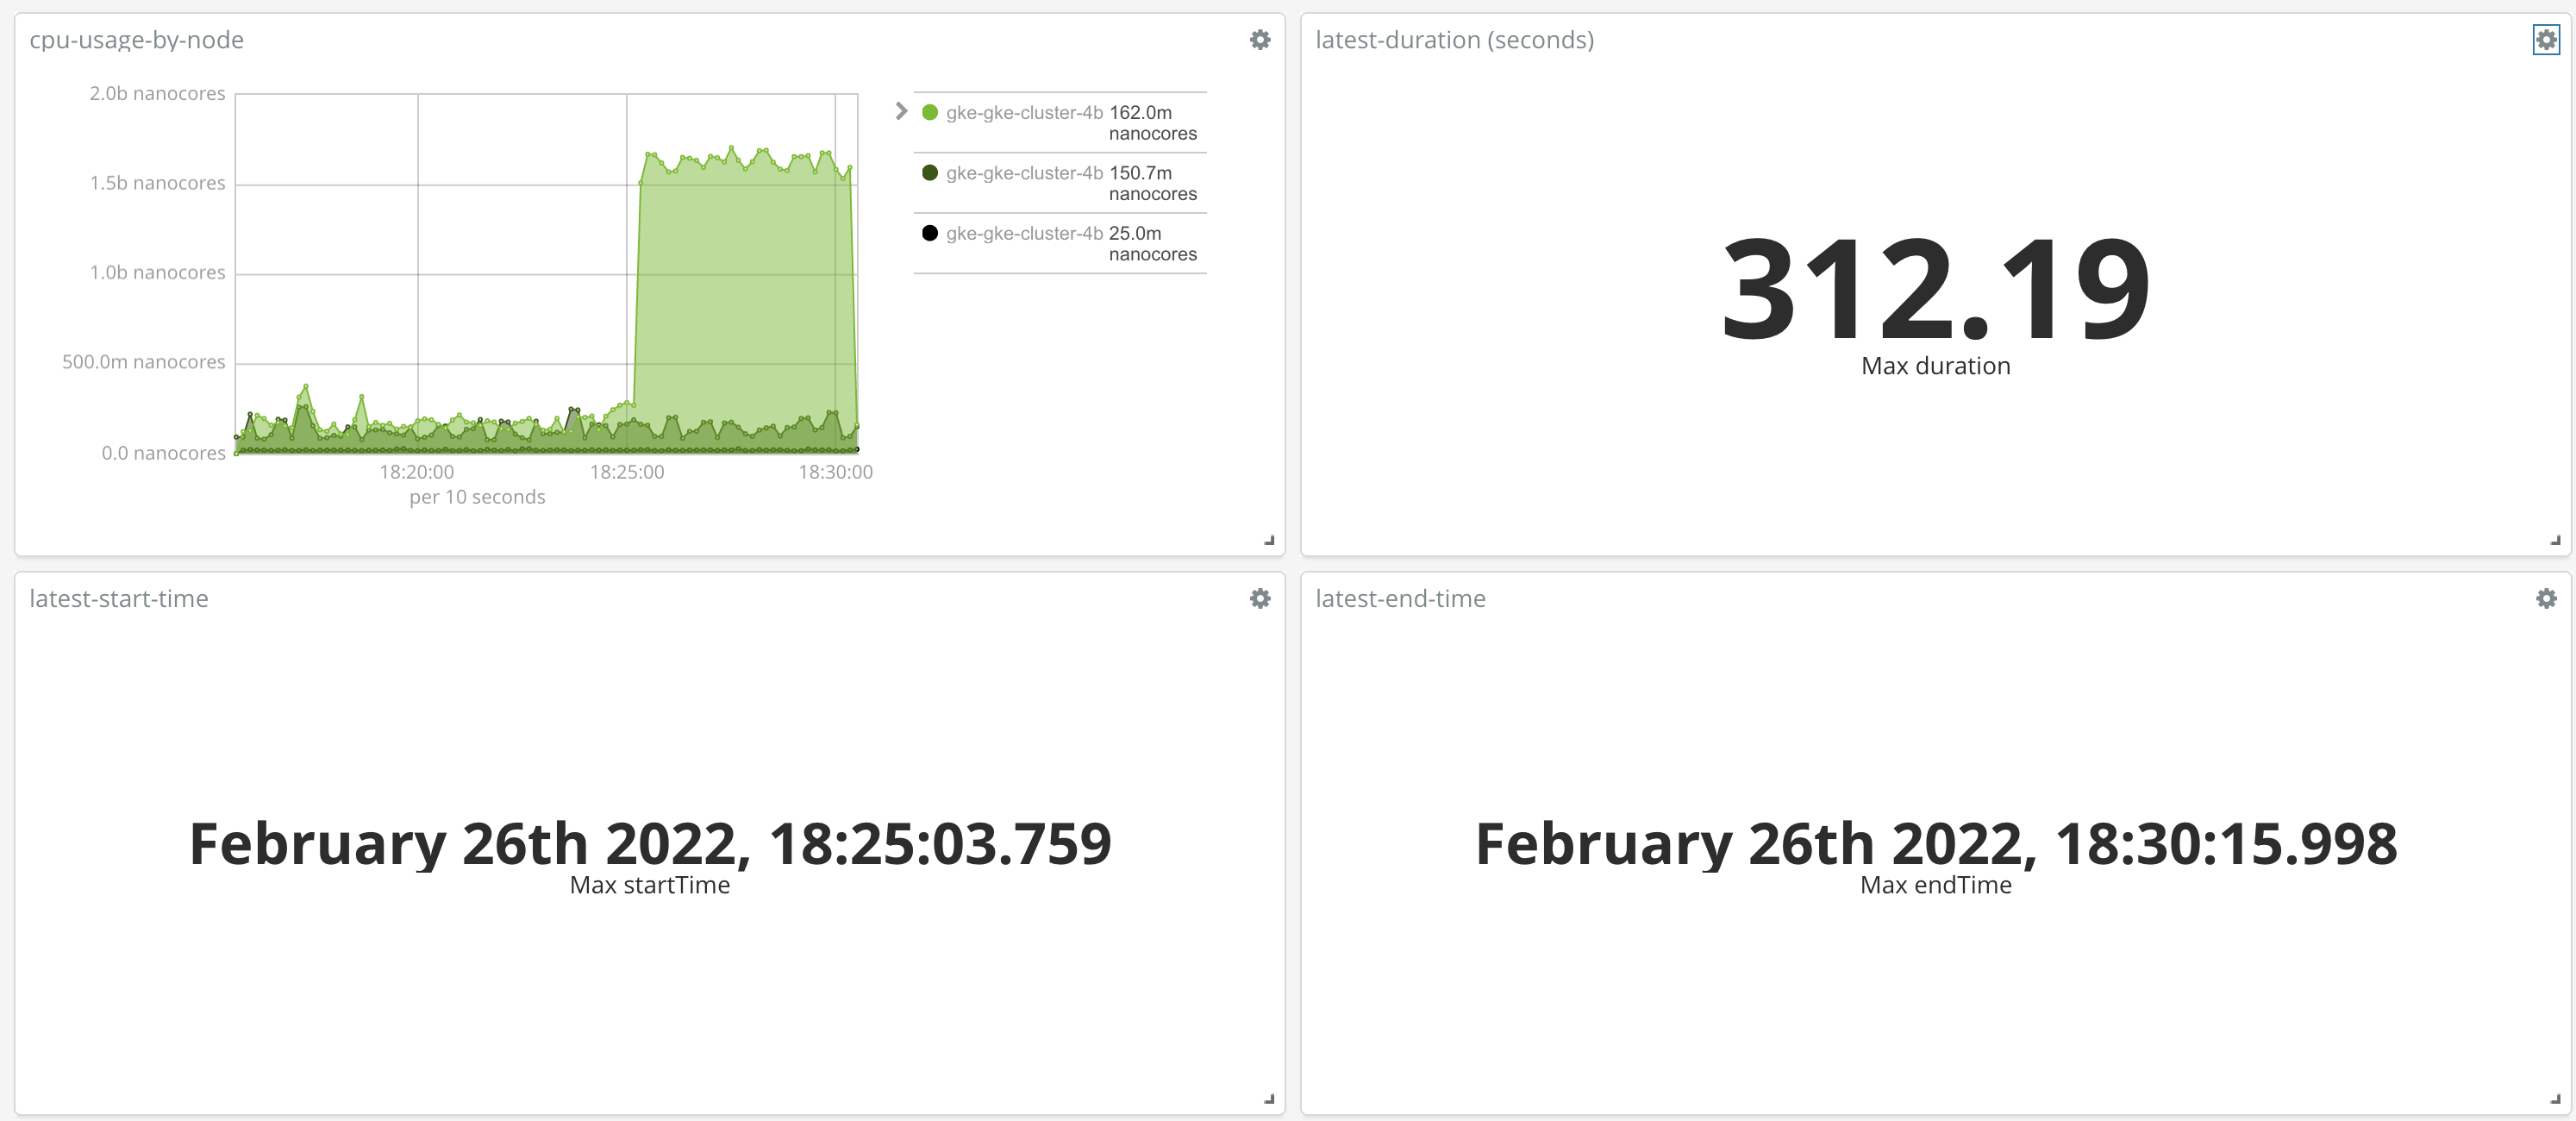 cpu-usage-by-node
2.0b nanocores
1.5b nanocores
1.0b nanocores
500.0m nanocores
0.0 nanocores
18:20:00 18:25:00 18:30:00
per 10 seconds
gke-gke-cluster-4b 162.0m
nanocores
gke-gke-cluster-4b 150.7m
nanocores
gke-gke-cluster-4b 25.0m
nanocores
latest-duration (seconds)
312.19
Max duration
latest-start-time
February 26th 2022, 18:25:03.759
Max startTime
latest-end-time
February 26th 2022, 18:30:15.998
Max endTime